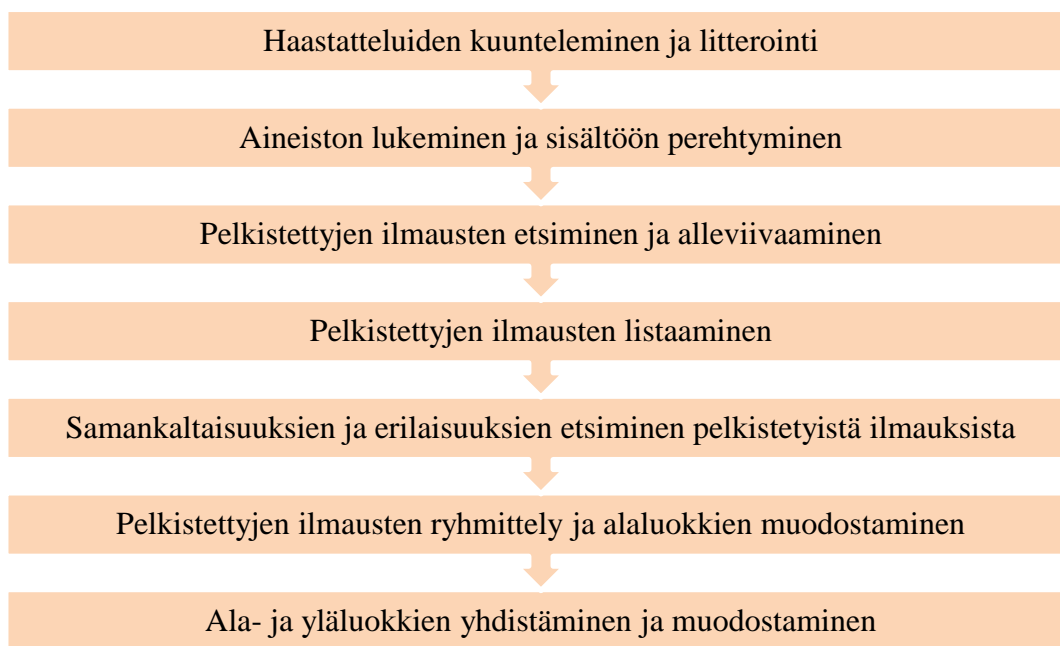 Haastatteluiden kuunteleminen ja litterointi
Aineiston lukeminen ja sisältöön perehtyminen
Pelkistettyjen ilmausten etsiminen ja alleviivaaminen
Pelkistettyjen ilmausten listaaminen
Samankaltaisuuksien ja erilaisuuksien etsiminen pelkistetyistä ilmauksista
Pelkistettyjen ilmausten ryhmittely ja alaluokkien muodostaminen
Ala- ja yläluokkien yhdistäminen ja muodostaminen